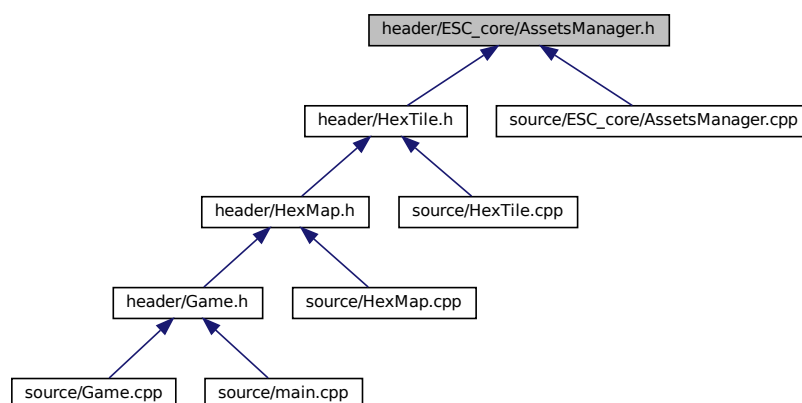 header/ESC_core/AssetsManager.h
header/HexTile.h
source/ESC_core/AssetsManager.cpp
header/HexMap.h
source/HexTile.cpp
header/Game.h
source/HexMap.cpp
source/Game.cpp
source/main.cpp